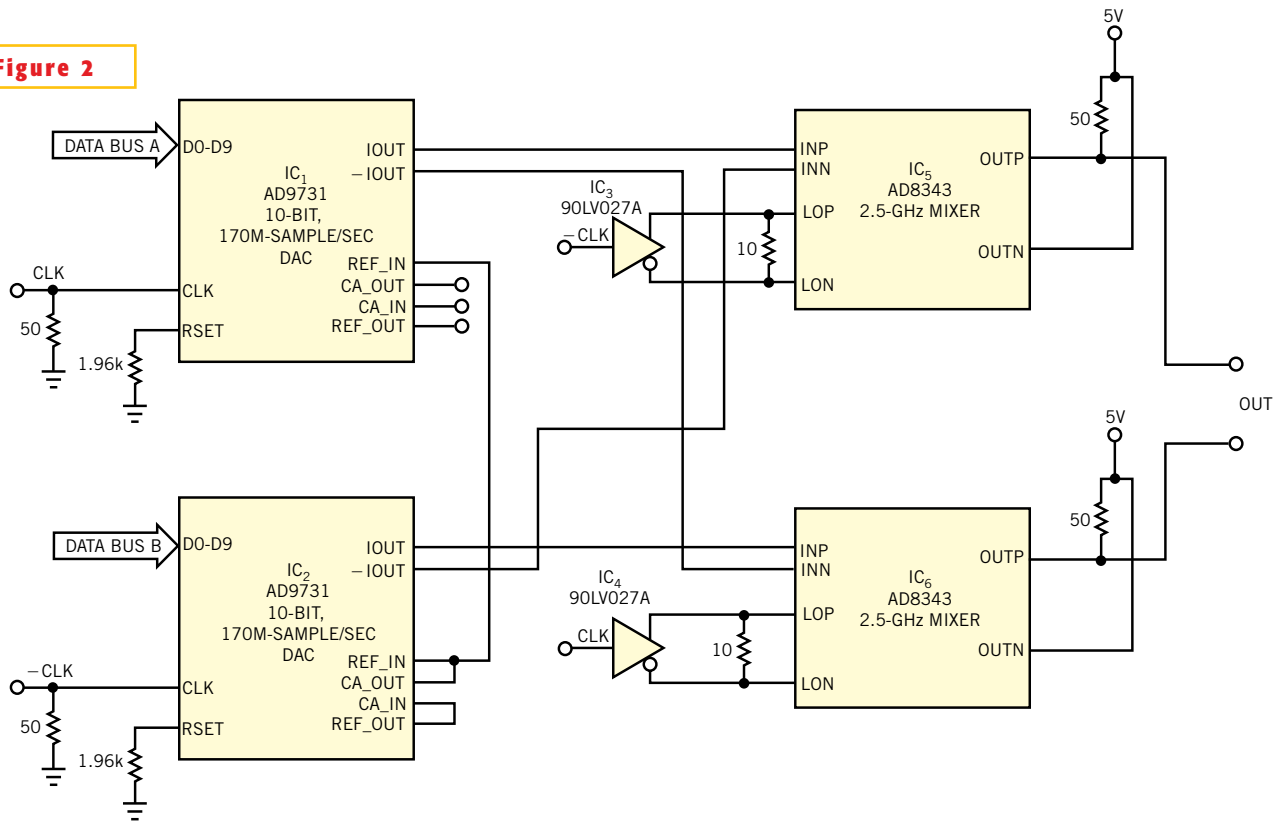 Figure 2
5V
50
DATA BUS A
D0-D9
IOUT
−IOUT
IC1
AD9731
10-BIT,
170M-SAMPLE/SEC
DAC
REF_IN
CA_OUT
CA_IN
REF_OUT
CLK
CLK
RSET
50
1.96k
IC3
90LV027A
−CLK
10
INP
INN
LOP
LON
IC5
AD8343
2.5-GHz MIXER
OUTP
OUTN
OUT
5V
50
DATA BUS B
D0-D9
IOUT
−IOUT
IC2
AD9731
10-BIT,
170M-SAMPLE/SEC
DAC
REF_IN
CA_OUT
CA_IN
REF_OUT
−CLK
CLK
RSET
50
1.96k
IC4
90LV027A
CLK
10
INP
INN
LOP
LON
IC6
AD8343
2.5-GHz MIXER
OUTP
OUTN